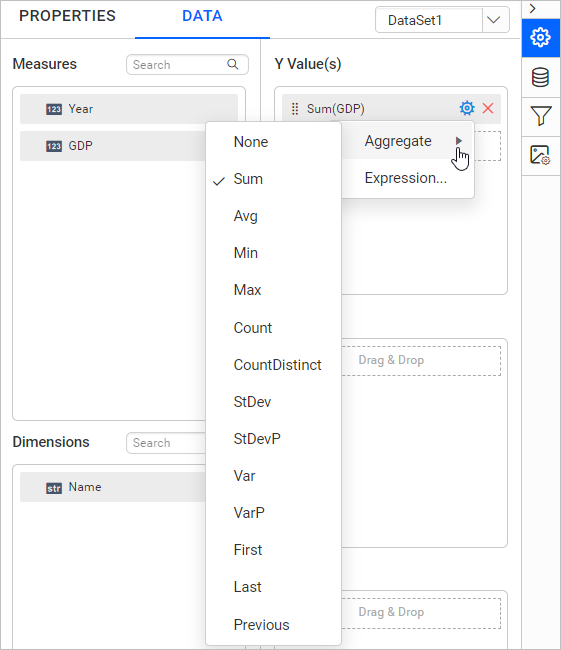 PROPERTIES
DATA
DataSet1
Measures
Search
Y Value(s)
123 Year
Sum(GDP)
123 GDP
None
Aggregate
Sum
Expression...
Avg
Min
Max
Count
CountDistinct
Drag & Drop
StDev
Dimensions
Search
StDevP
Var
str Name
VarP
First
Last
Drag & Drop
Previous